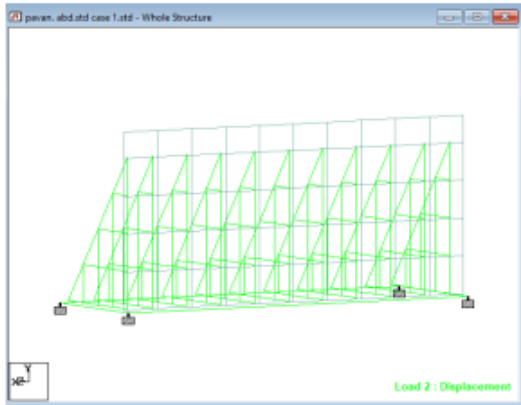 pavan. abd.std case 1.std - Whole Structure
Y
Load 2 : Displacement